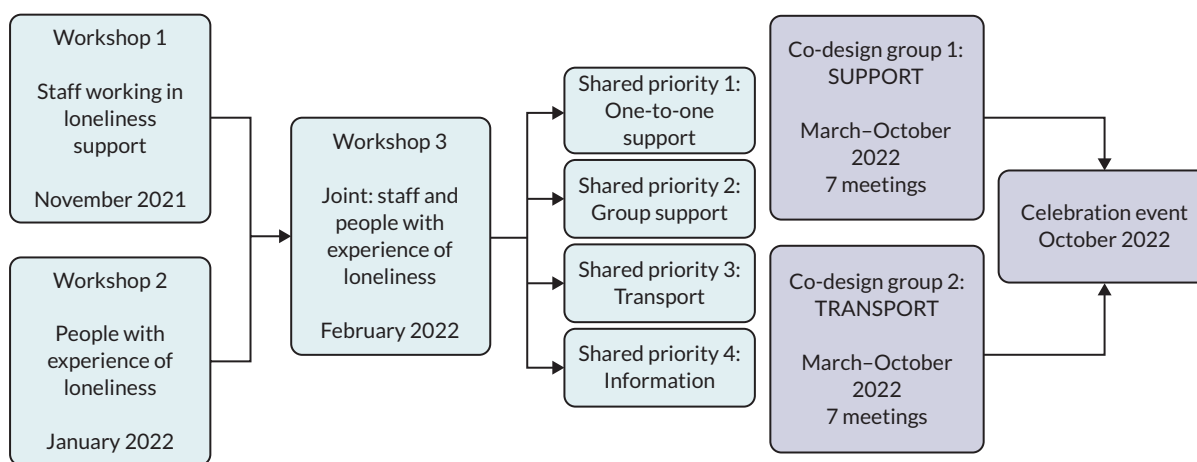 Workshop 1
Staff working in
loneliness
support
November 2021
Workshop 2
People with
experience of
loneliness
January 2022
Workshop 3
Joint: staff and
people with
experience of
loneliness
February 2022
Shared priority 1:
One-to-one
support
Shared priority 2:
Group support
Shared priority 3:
Transport
Shared priority 4:
Information
Co-design group 1:
SUPPORT
March–October
2022
7 meetings
Co-design group 2:
TRANSPORT
March–October
2022
7 meetings
Celebration event
October 2022